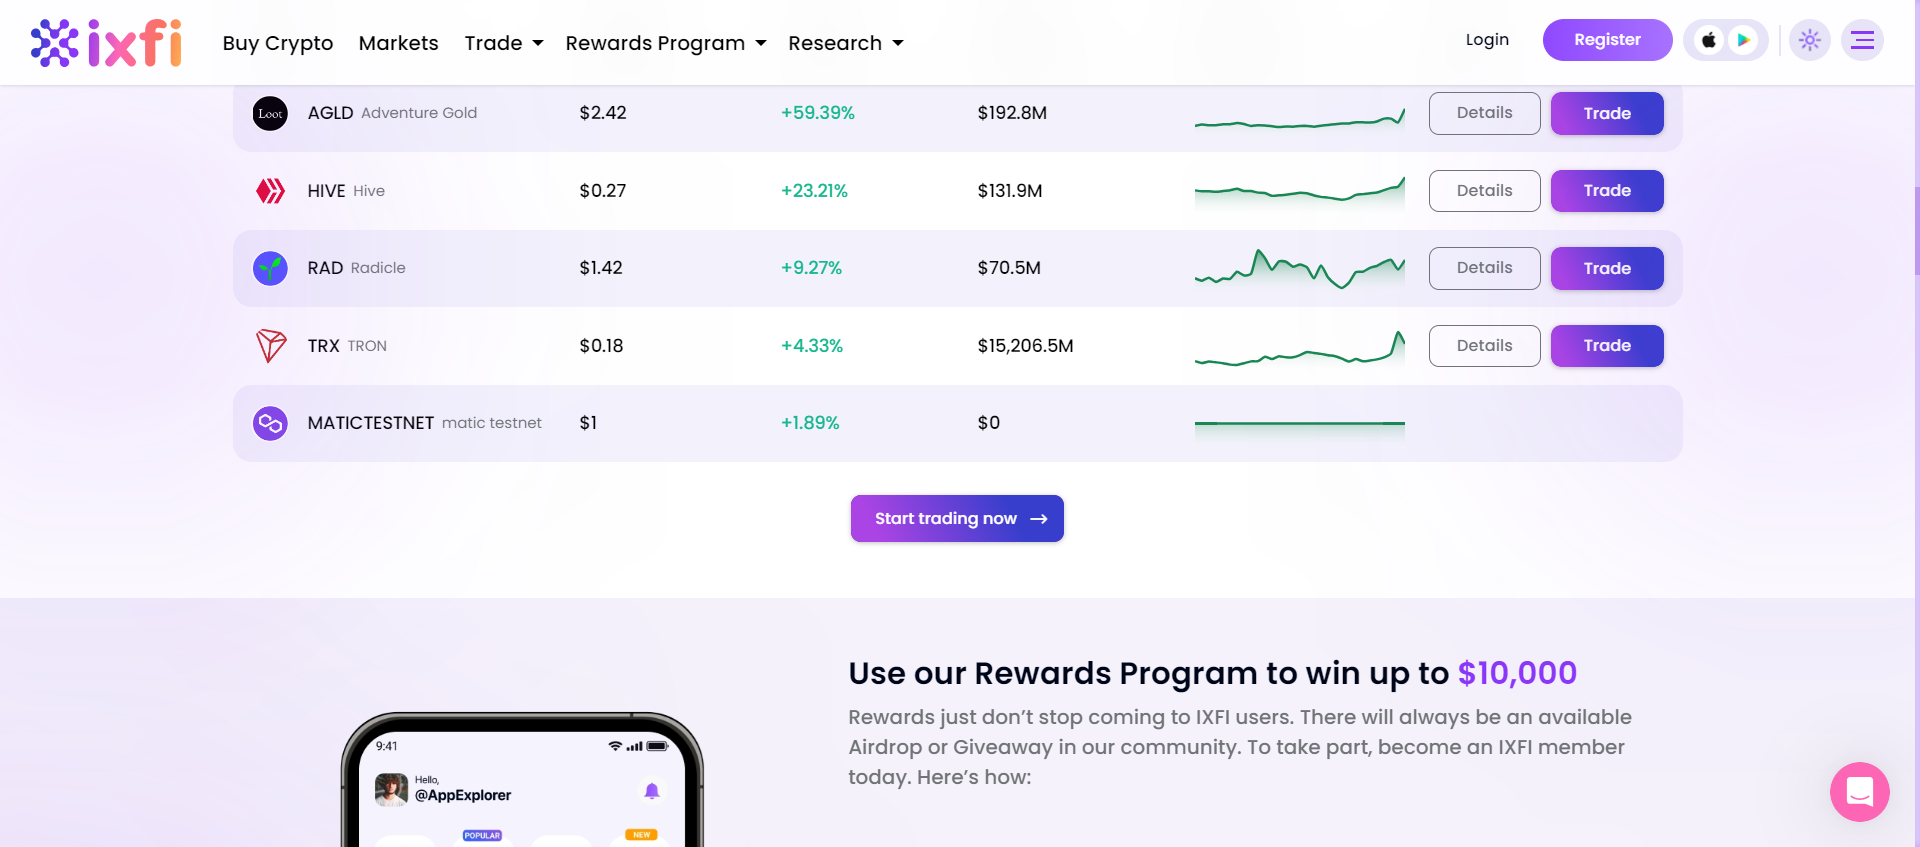 ixfi Buy Crypto Markets Trade Rewards Program Research Login Register
Loot AGLD Adventure Gold $2.42 +59.39% $192.8M Details Trade
HIVE Hive $0.27 +23.21% $131.9M Details Trade
RAD Radicle $1.42 +9.27% $70.5M Details Trade
TRX TRON $0.18 +4.33% $15,206.5M Details Trade
MATICTESTNET matic testnet $1 +1.89% $0
Start trading now →
Use our Rewards Program to win up to $10,000
Rewards just don’t stop coming to IXFI users. There will always be an available
Airdrop or Giveaway in our community. To take part, become an IXFI member
today. Here’s how:
9:41
Hello,
@AppExplorer
POPULAR NEW